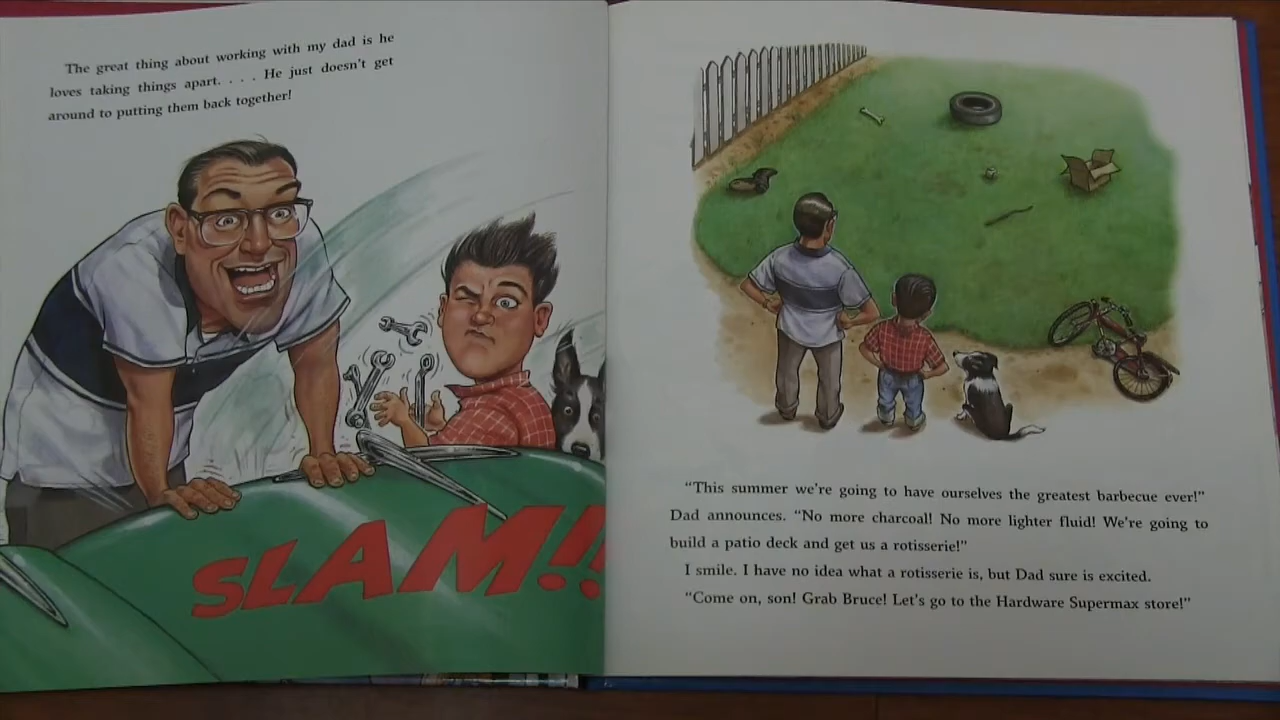 The great thing about working with my dad is he
loves taking things apart. . . . He just doesn't get
around to putting them back together!
SLAM!!
"This summer we're going to have ourselves the greatest barbecue ever!"
Dad announces. "No more charcoal! No more lighter fluid! We're going to
build a patio deck and get us a rotisserie!"
I smile. I have no idea what a rotisserie is, but Dad sure is excited.
"Come on, son! Grab Bruce! Let's go to the Hardware Supermax store!"